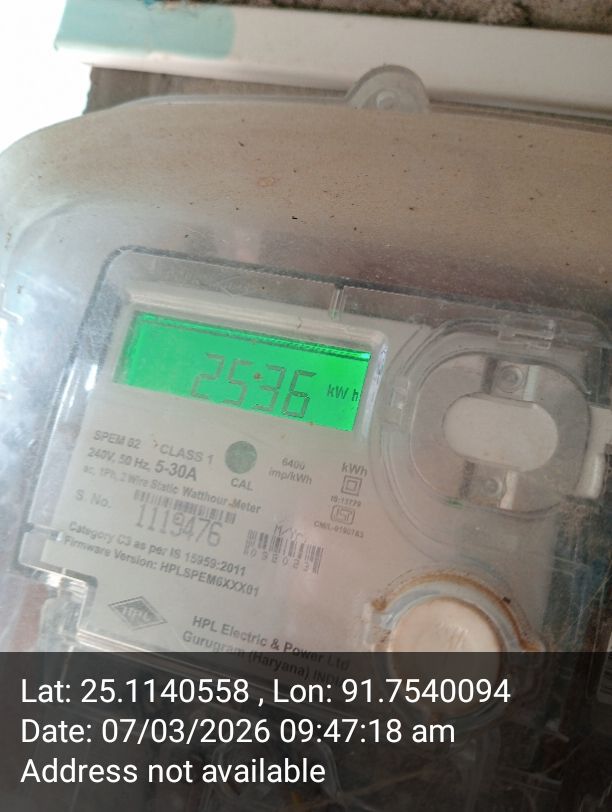 2536 kWh
SPEM 02 CLASS 1
240V, 50 Hz, 5-30A
ac, 1Ph, 2 Wire Static Watthour Meter
CAL
6400
imp/kWh
kWh
IS:13779
S. No.
1119476
Category C3 as per IS 15959:2011
Firmware Version: HPLSPEM6XXX01
HPL
HPL Electric & Power Ltd
Gurugram (Haryana)
Lat: 25.1140558 , Lon: 91.7540094
Date: 07/03/2026 09:47:18 am
Address not available